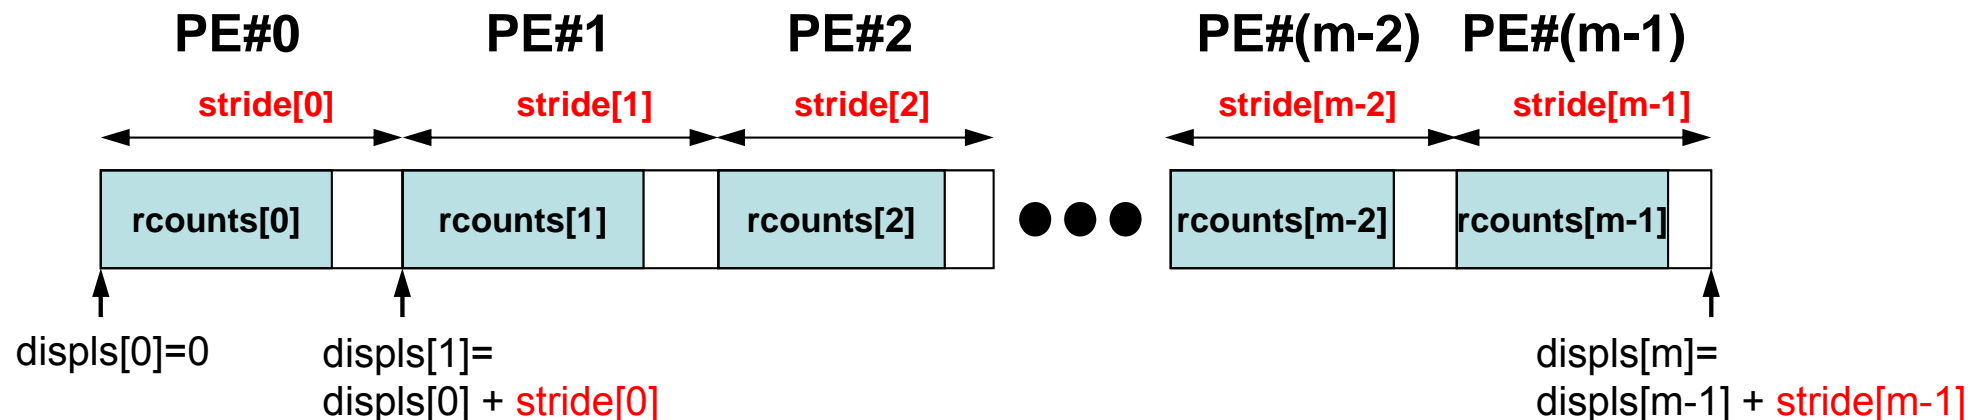 PE#0 PE#1 PE#2 PE#(m-2) PE#(m-1)
stride[0] stride[1] stride[2] stride[m-2] stride[m-1]
rcounts[0] rcounts[1] rcounts[2] rcounts[m-2] rcounts[m-1]
displs[0]=0 displs[1]= displs[m]=
displs[0] + stride[0] displs[m-1] + stride[m-1]